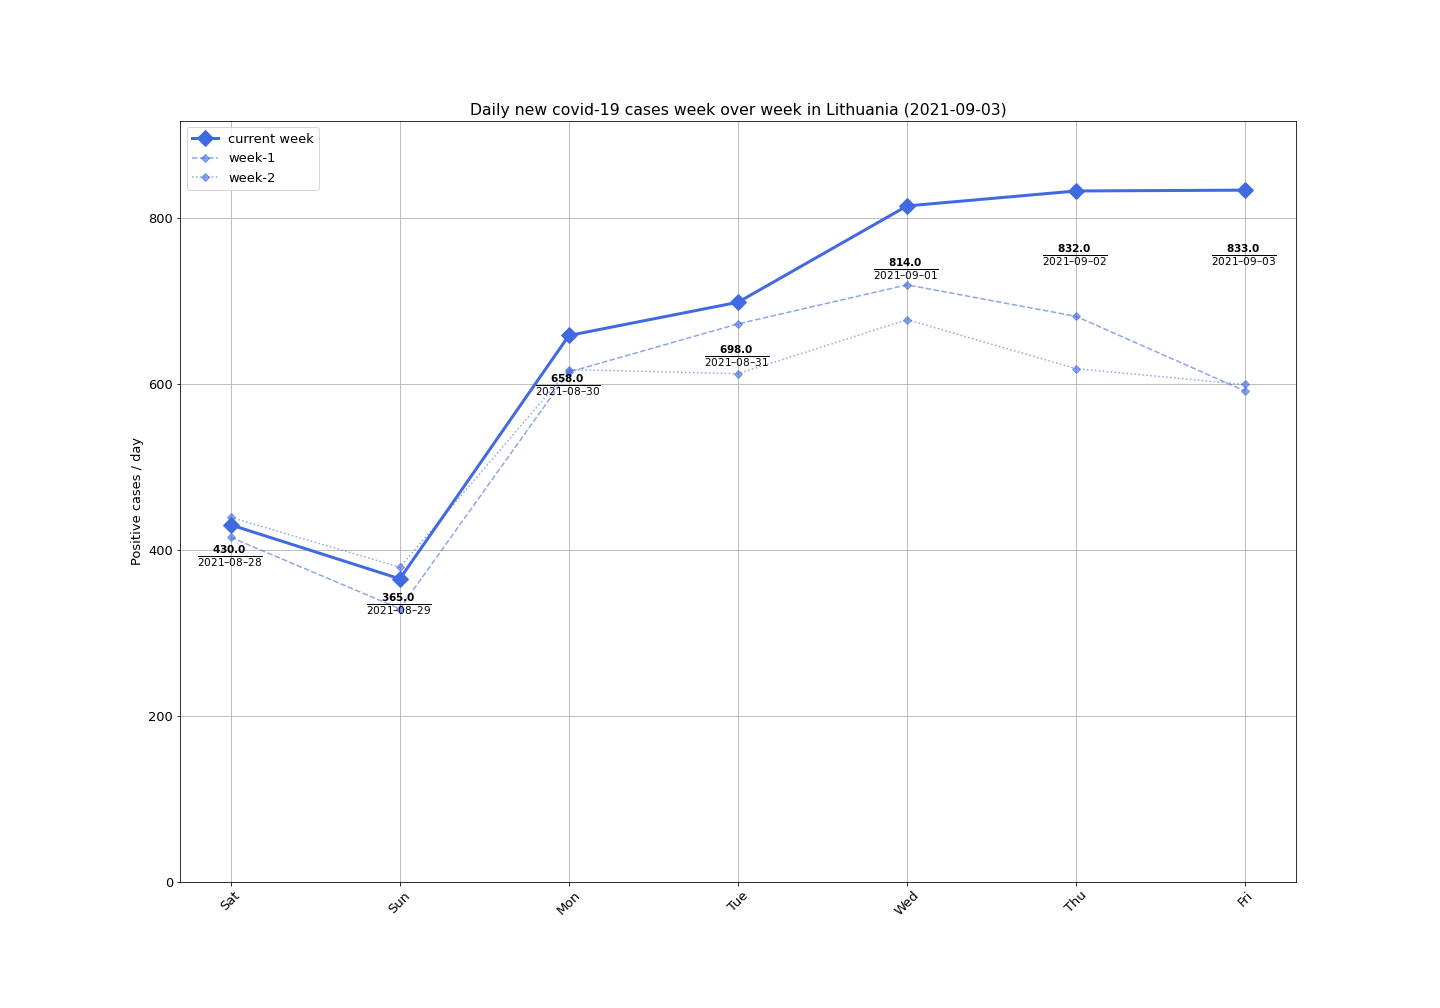 Daily new covid-19 cases week over week in Lithuania (2021-09-03)
current week
week-1
week-2
Positive cases / day
800
600
400
200
0
430.0
2021–08–28
365.0
2021–08–29
658.0
2021–08–30
698.0
2021–08–31
814.0
2021–09–01
832.0
2021–09–02
833.0
2021–09–03
Sat
Sun
Mon
Tue
Wed
Thu
Fri